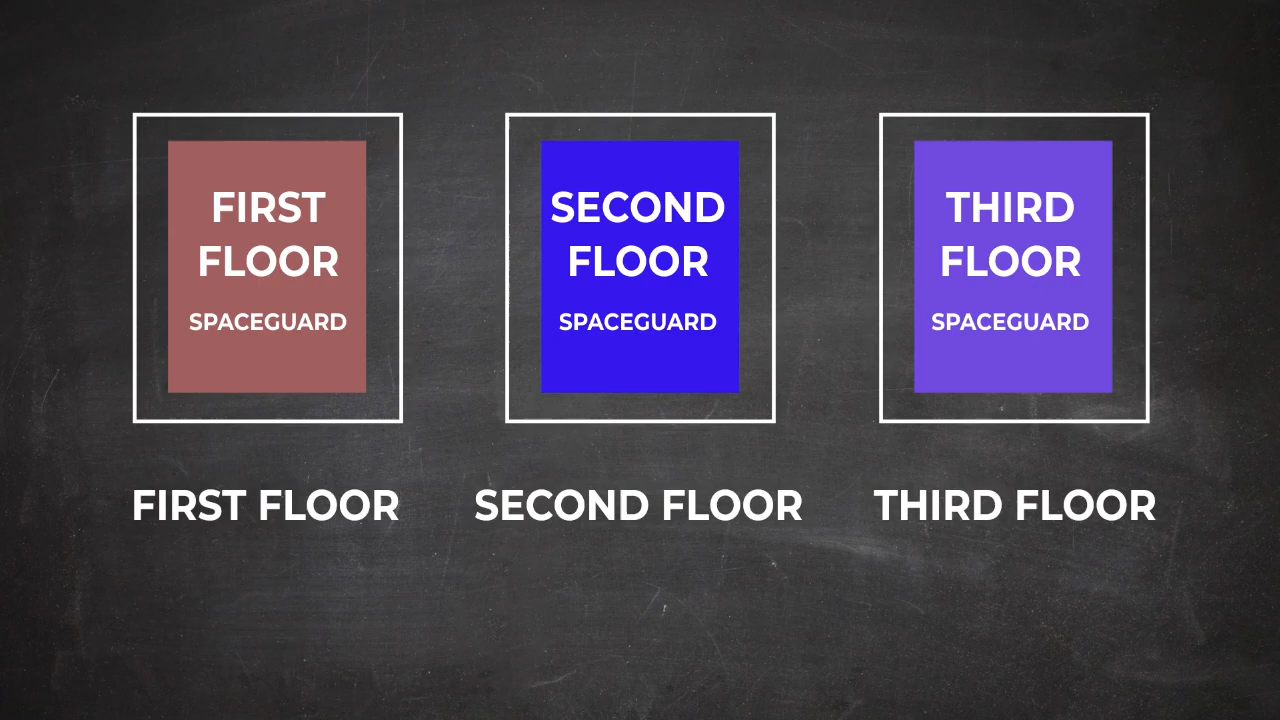 FIRST
FLOOR
SPACEGUARD
SECOND
FLOOR
SPACEGUARD
THIRD
FLOOR
SPACEGUARD
FIRST FLOOR
SECOND FLOOR
THIRD FLOOR